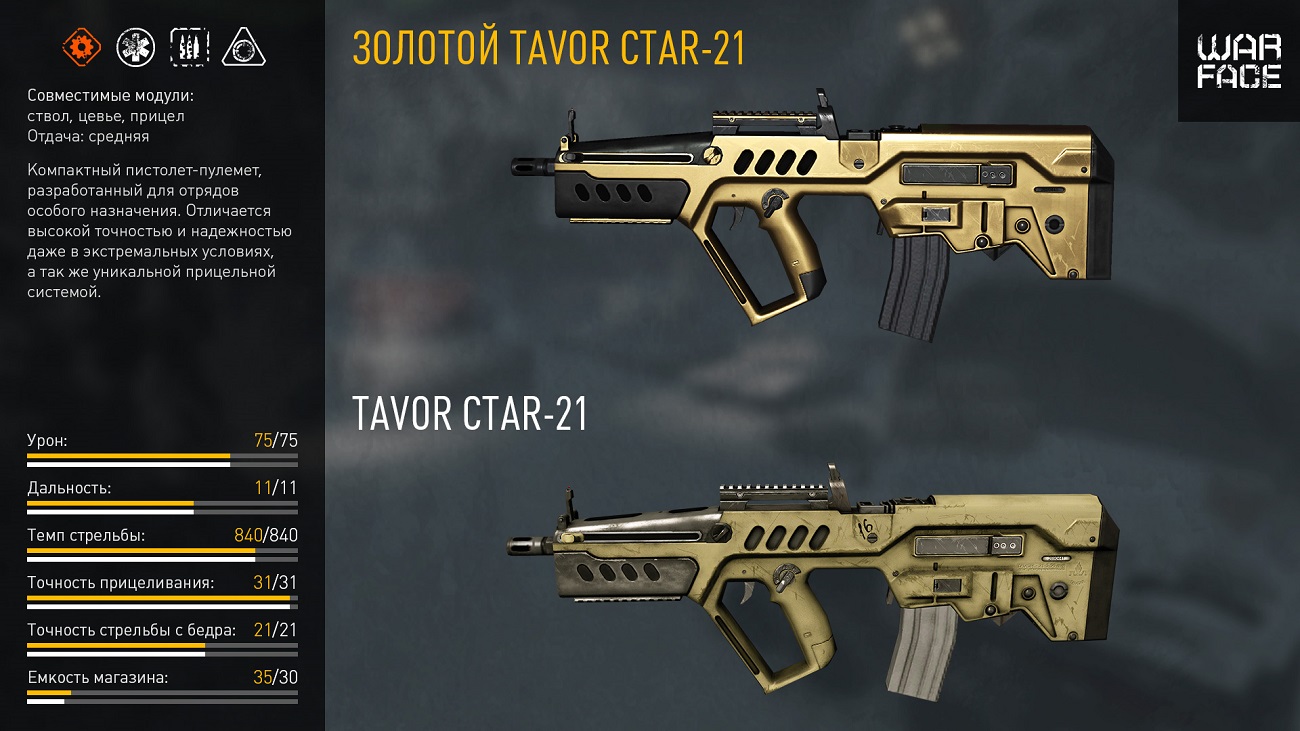 Совместимые модули:
ствол, цевье, прицел
Отдача: средняя
Компактный пистолет-пулемет,
разработанный для отрядов
особого назначения. Отличается
высокой точностью и надежностью
даже в экстремальных условиях,
а так же уникальной прицельной
системой.
Урон: 75/75
Дальность: 11/11
Темп стрельбы: 840/840
Точность прицеливания: 31/31
Точность стрельбы с бедра: 21/21
Емкость магазина: 35/30
ЗОЛОТОЙ TAVOR CTAR-21
WAR
FACE
TAVOR CTAR-21
16